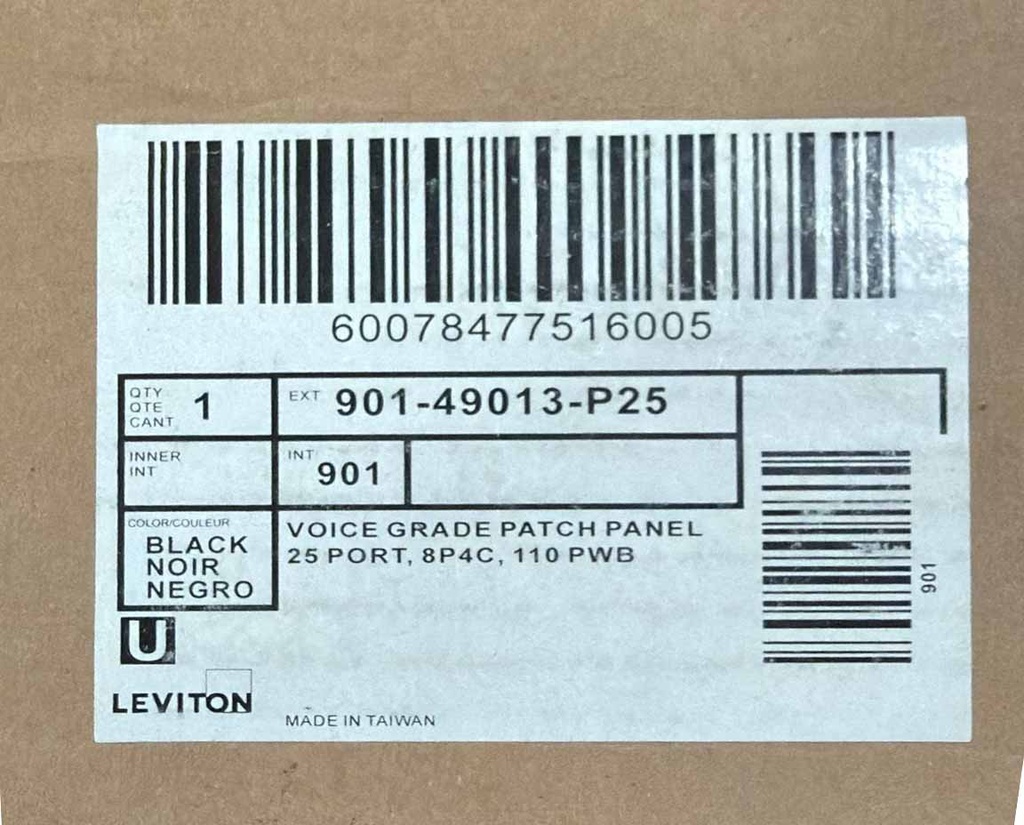 60078477516005
QTY
QTE
CANT
1
EXT 901-49013-P25
INNER
INT
INT
901
COLOR/COULEUR
BLACK
NOIR
NEGRO
VOICE GRADE PATCH PANEL
25 PORT, 8P4C, 110 PWB
901
U
LEVITON
MADE IN TAIWAN